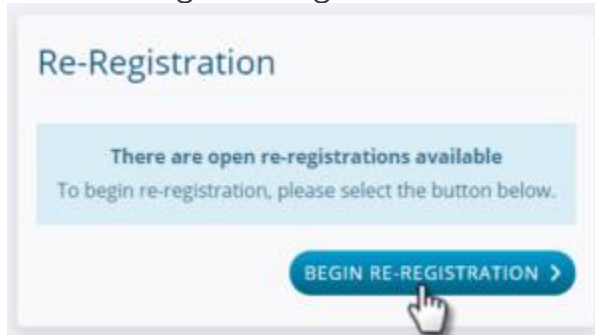 Re-Registration
There are open re-registrations available
To begin re-registration, please select the button below.
BEGIN RE-REGISTRATION >